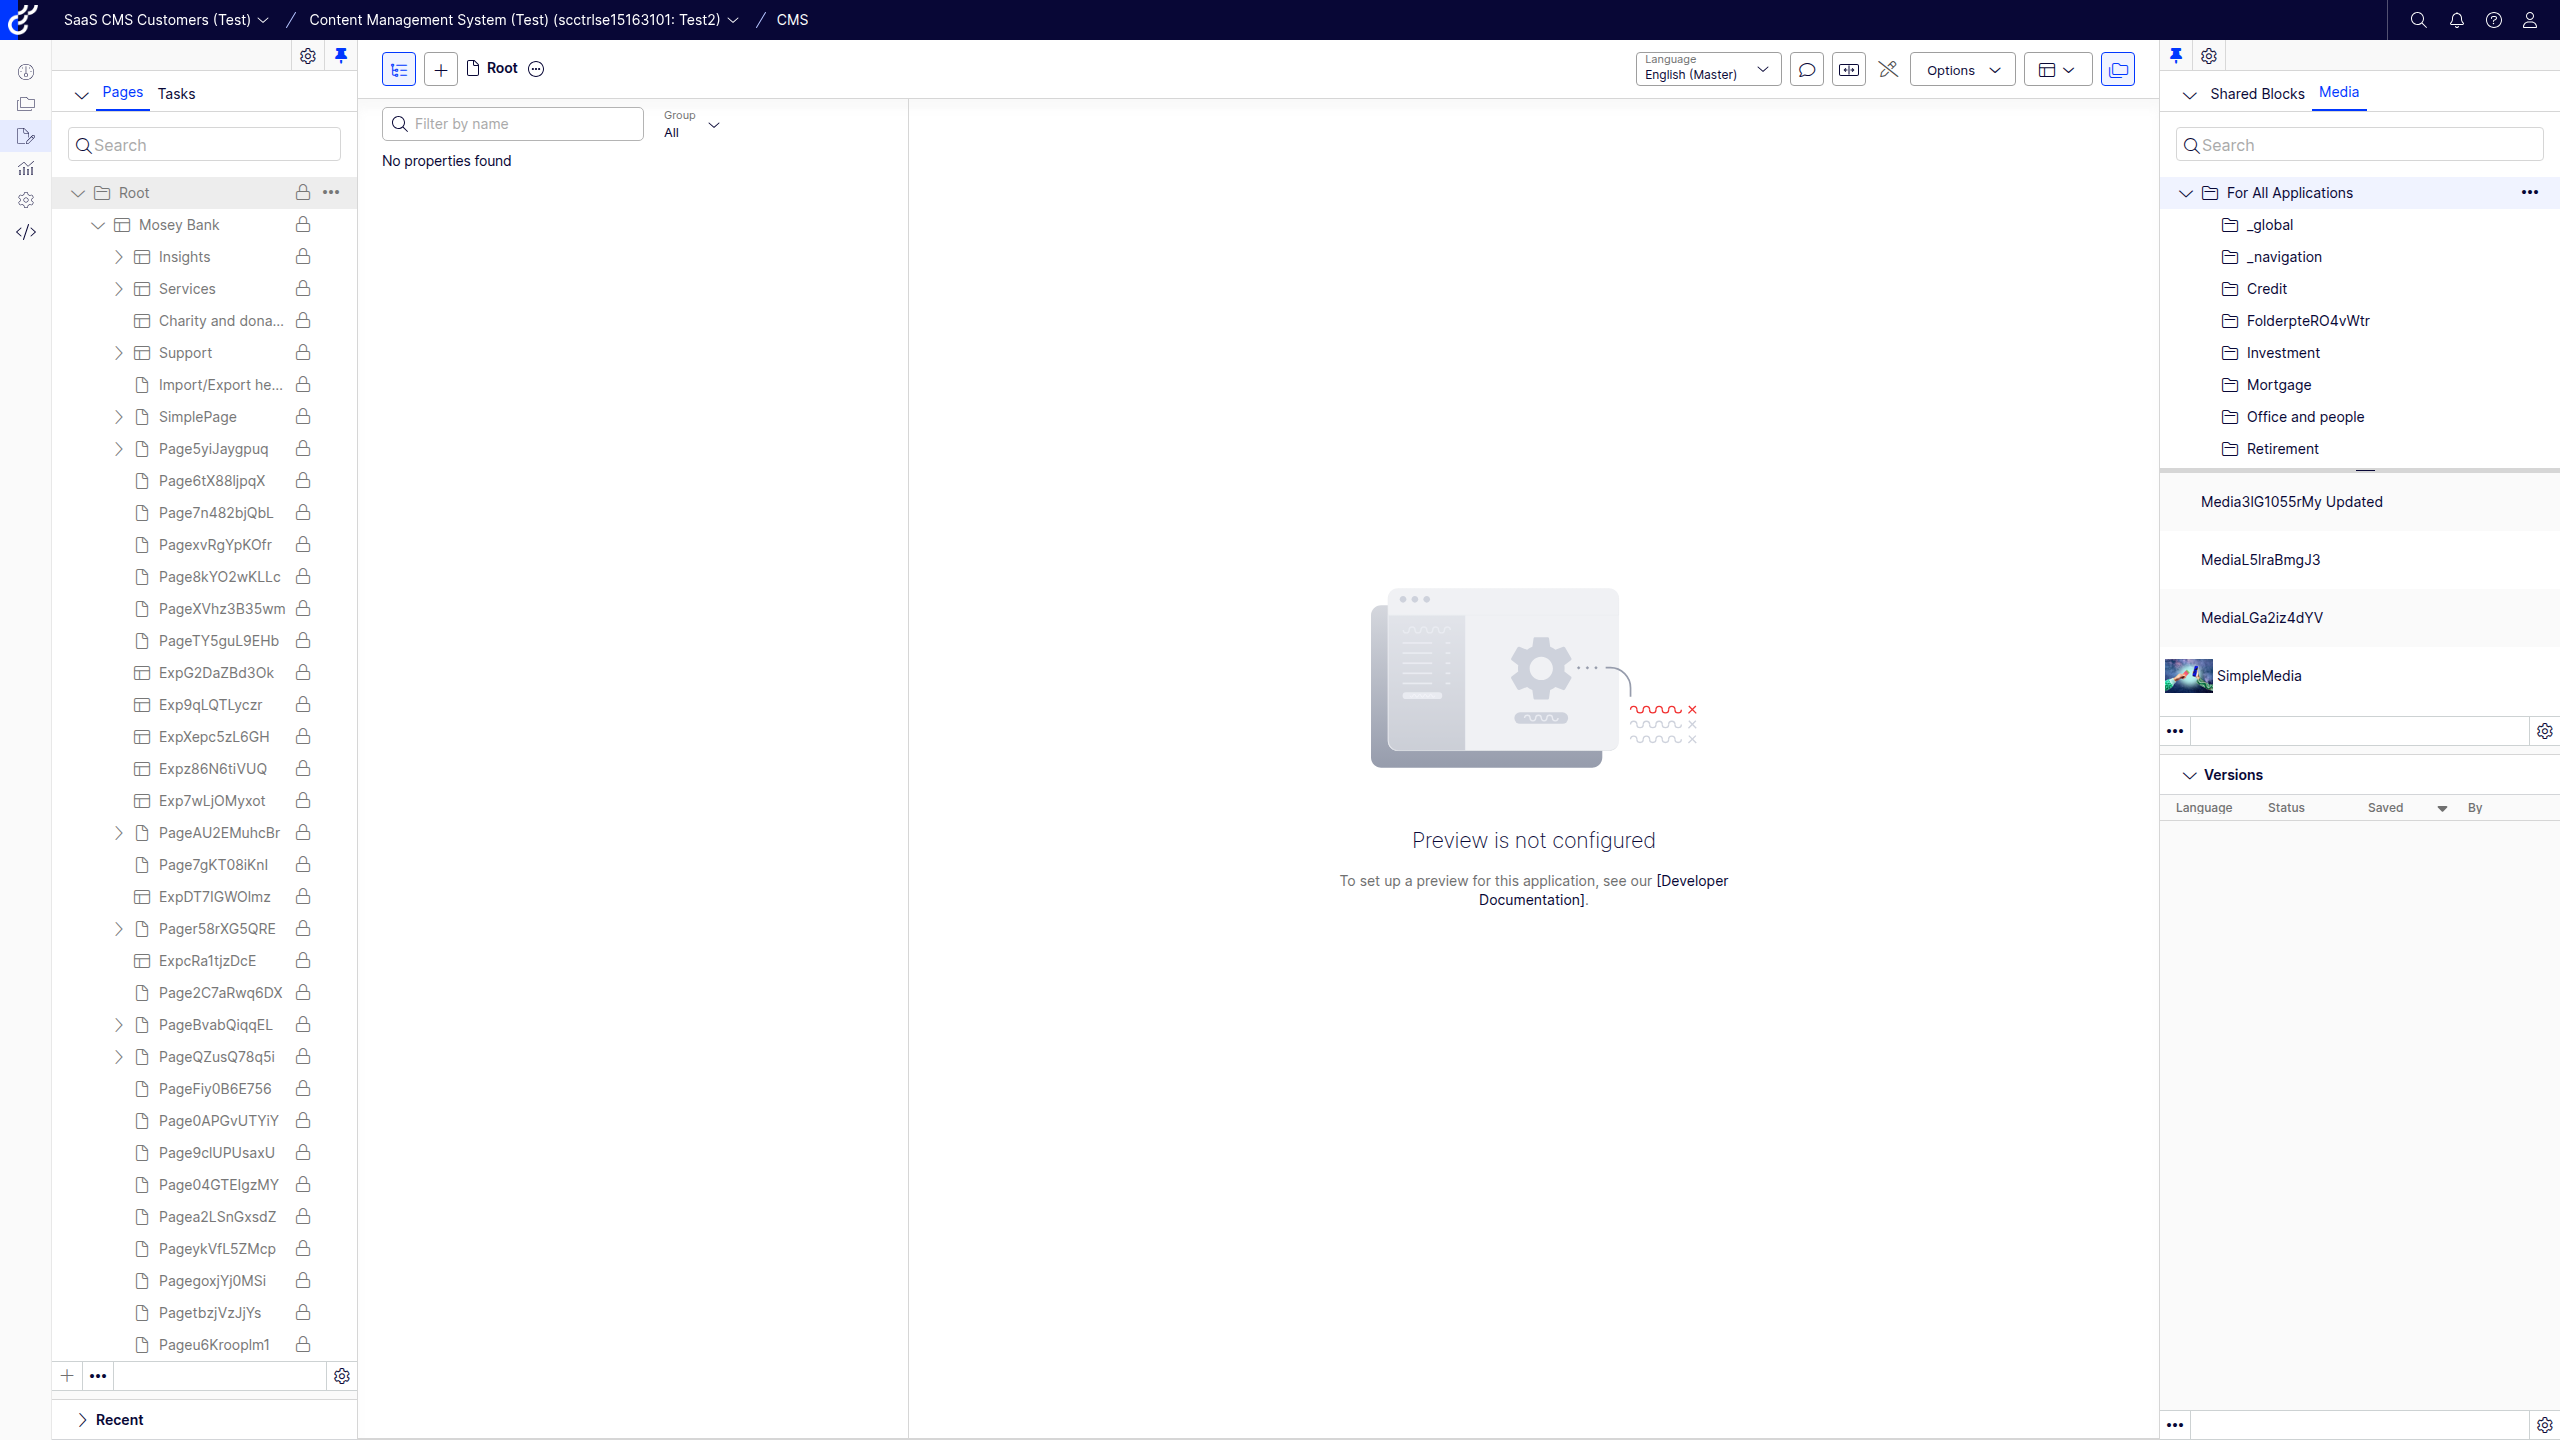 SaaS CMS Customers (Test) / Content Management System (Test) (scctrlse15163101: Test2) / CMS
Pages Tasks
Search
Root
Mosey Bank
Insights
Services
Charity and dona...
Support
Import/Export he...
SimplePage
Page5yiJaygpuq
Page6tX88ljpqX
Page7n482bjQbL
PagexvRgYpKOfr
Page8kYO2wKLLc
PageXVhz3B35wm
PageTY5guL9EHb
ExpG2DaZBd3Ok
Exp9qLQTLyczr
ExpXepc5zL6GH
Expz86N6tiVUQ
Exp7wLjOMyxot
PageAU2EMuhcBr
Page7gKT08iKnI
ExpDT7IGWOlmz
Pager58rXG5QRE
ExpcRa1tjzDcE
Page2C7aRwq6DX
PageBvabQiqqEL
PageQZusQ78q5i
PageFiy0B6E756
Page0APGvUTYiY
Page9clUPUsaxU
Page04GTEIgzMY
Pagea2LSnGxsdZ
PageykVfL5ZMcp
PagegoxjYj0MSi
PagetbzjVzJjYs
Pageu6Krooplm1
Recent
Root
Language
English (Master)
Options
Filter by name
Group
All
No properties found
Preview is not configured
To set up a preview for this application, see our [Developer
Documentation].
Shared Blocks Media
Search
For All Applications
_global
_navigation
Credit
FolderpteRO4vWtr
Investment
Mortgage
Office and people
Retirement
Media3lG1055rMy Updated
MediaL5lraBmgJ3
MediaLGa2iz4dYV
SimpleMedia
Versions
Language Status Saved By